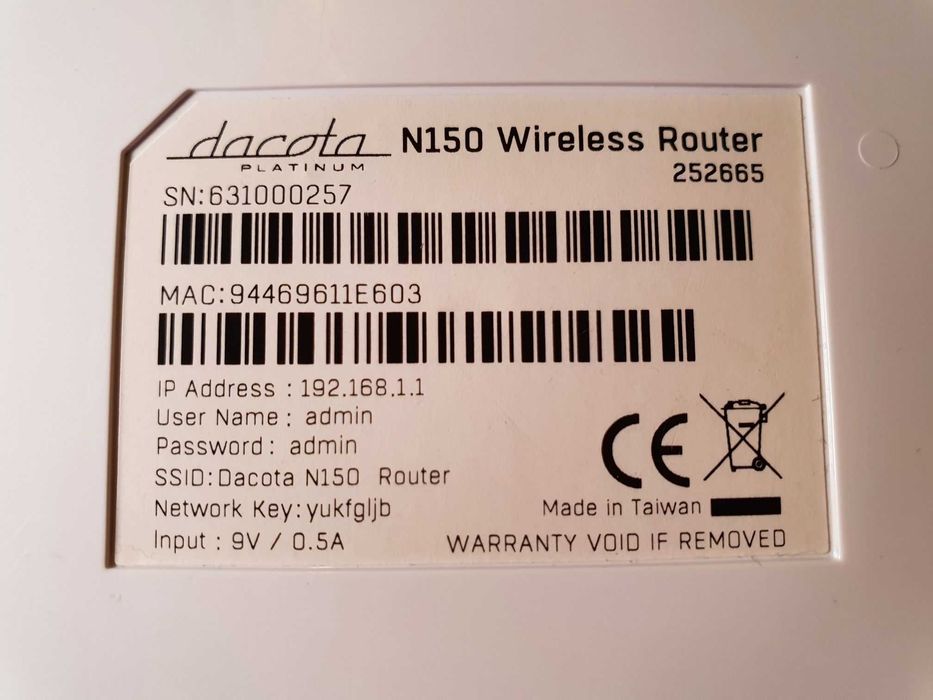 dacota PLATINUM N150 Wireless Router
252665
SN:631000257
MAC:94469611E603
IP Address : 192.168.1.1
User Name : admin
Password : admin
SSID:Dacota N150 Router
Network Key:yukfgljb
Input : 9V / 0.5A
CE
Made in Taiwan
WARRANTY VOID IF REMOVED